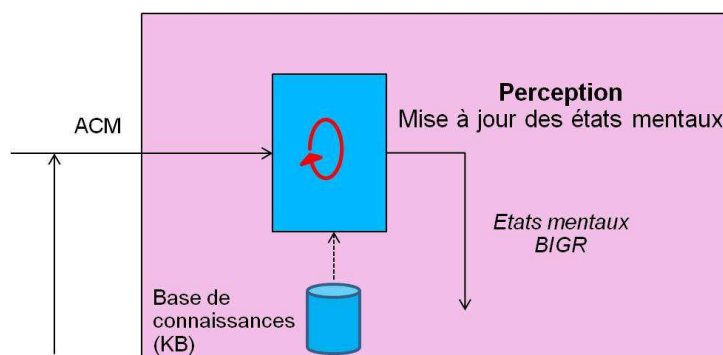 Perception
Mise à jour des états mentaux
ACM
Etats mentaux
BIGR
Base de
connaissances
(KB)